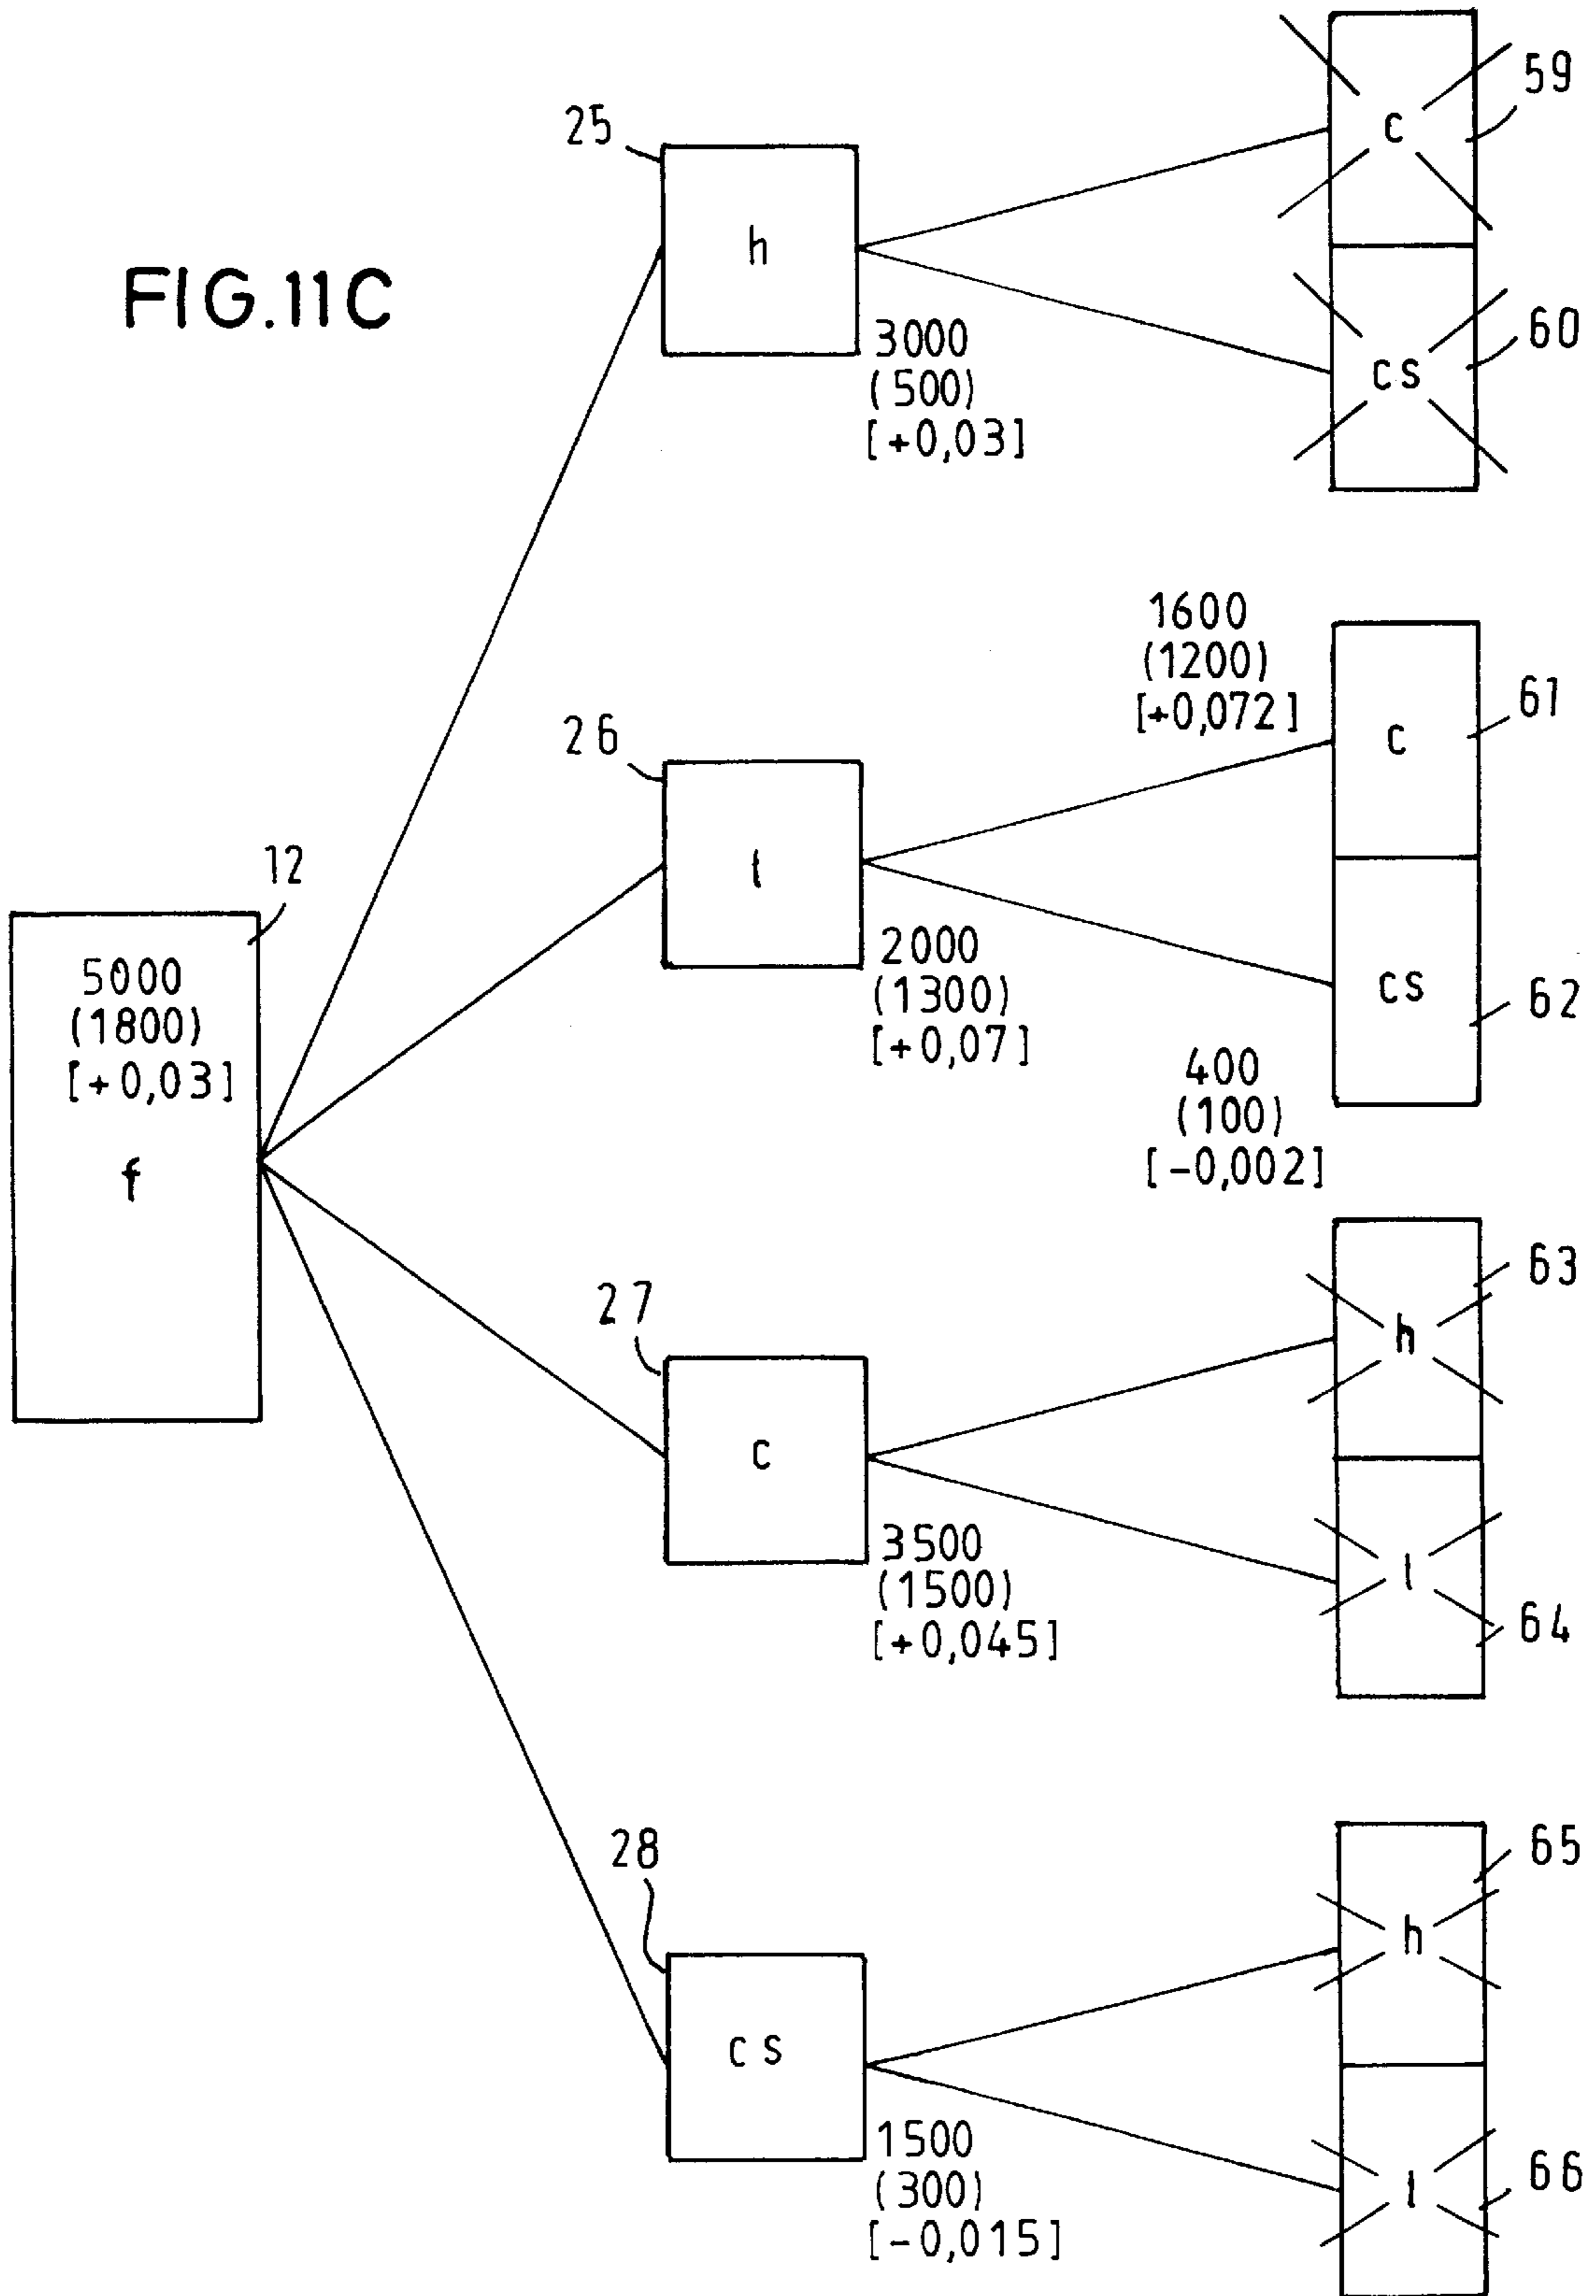 FIG.11C
25
h
3000
(500)
[+0,03]
c
59
cs
60
26
l
2000
(1300)
[+0,07]
1600
(1200)
[+0,072]
c
61
cs
62
400
(100)
[-0,002]
12
5000
(1800)
[+0,03]
f
27
c
3500
(1500)
[+0,045]
h
63
l
64
28
cs
1500
(300)
[-0,015]
h
65
l
66